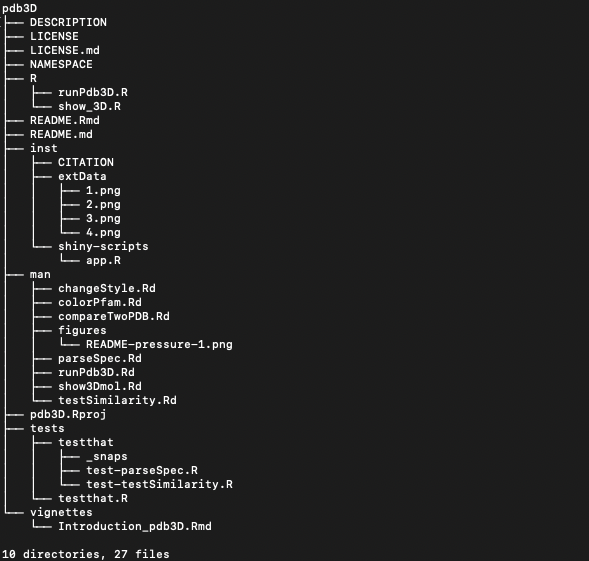 pdb3D
├── DESCRIPTION
├── LICENSE
├── LICENSE.md
├── NAMESPACE
├── R
│   ├── runPdb3D.R
│   └── show_3D.R
├── README.Rmd
├── README.md
├── inst
│   ├── CITATION
│   ├── extData
│   │   ├── 1.png
│   │   ├── 2.png
│   │   ├── 3.png
│   │   └── 4.png
│   └── shiny-scripts
│       └── app.R
├── man
│   ├── changeStyle.Rd
│   ├── colorPfam.Rd
│   ├── compareTwoPDB.Rd
│   ├── figures
│   │   └── README-pressure-1.png
│   ├── parseSpec.Rd
│   ├── runPdb3D.Rd
│   ├── show3Dmol.Rd
│   └── testSimilarity.Rd
├── pdb3D.Rproj
├── tests
│   ├── testthat
│   │   ├── _snaps
│   │   ├── test-parseSpec.R
│   │   └── test-testSimilarity.R
│   └── testthat.R
└── vignettes
    └── Introduction_pdb3D.Rmd

10 directories, 27 files